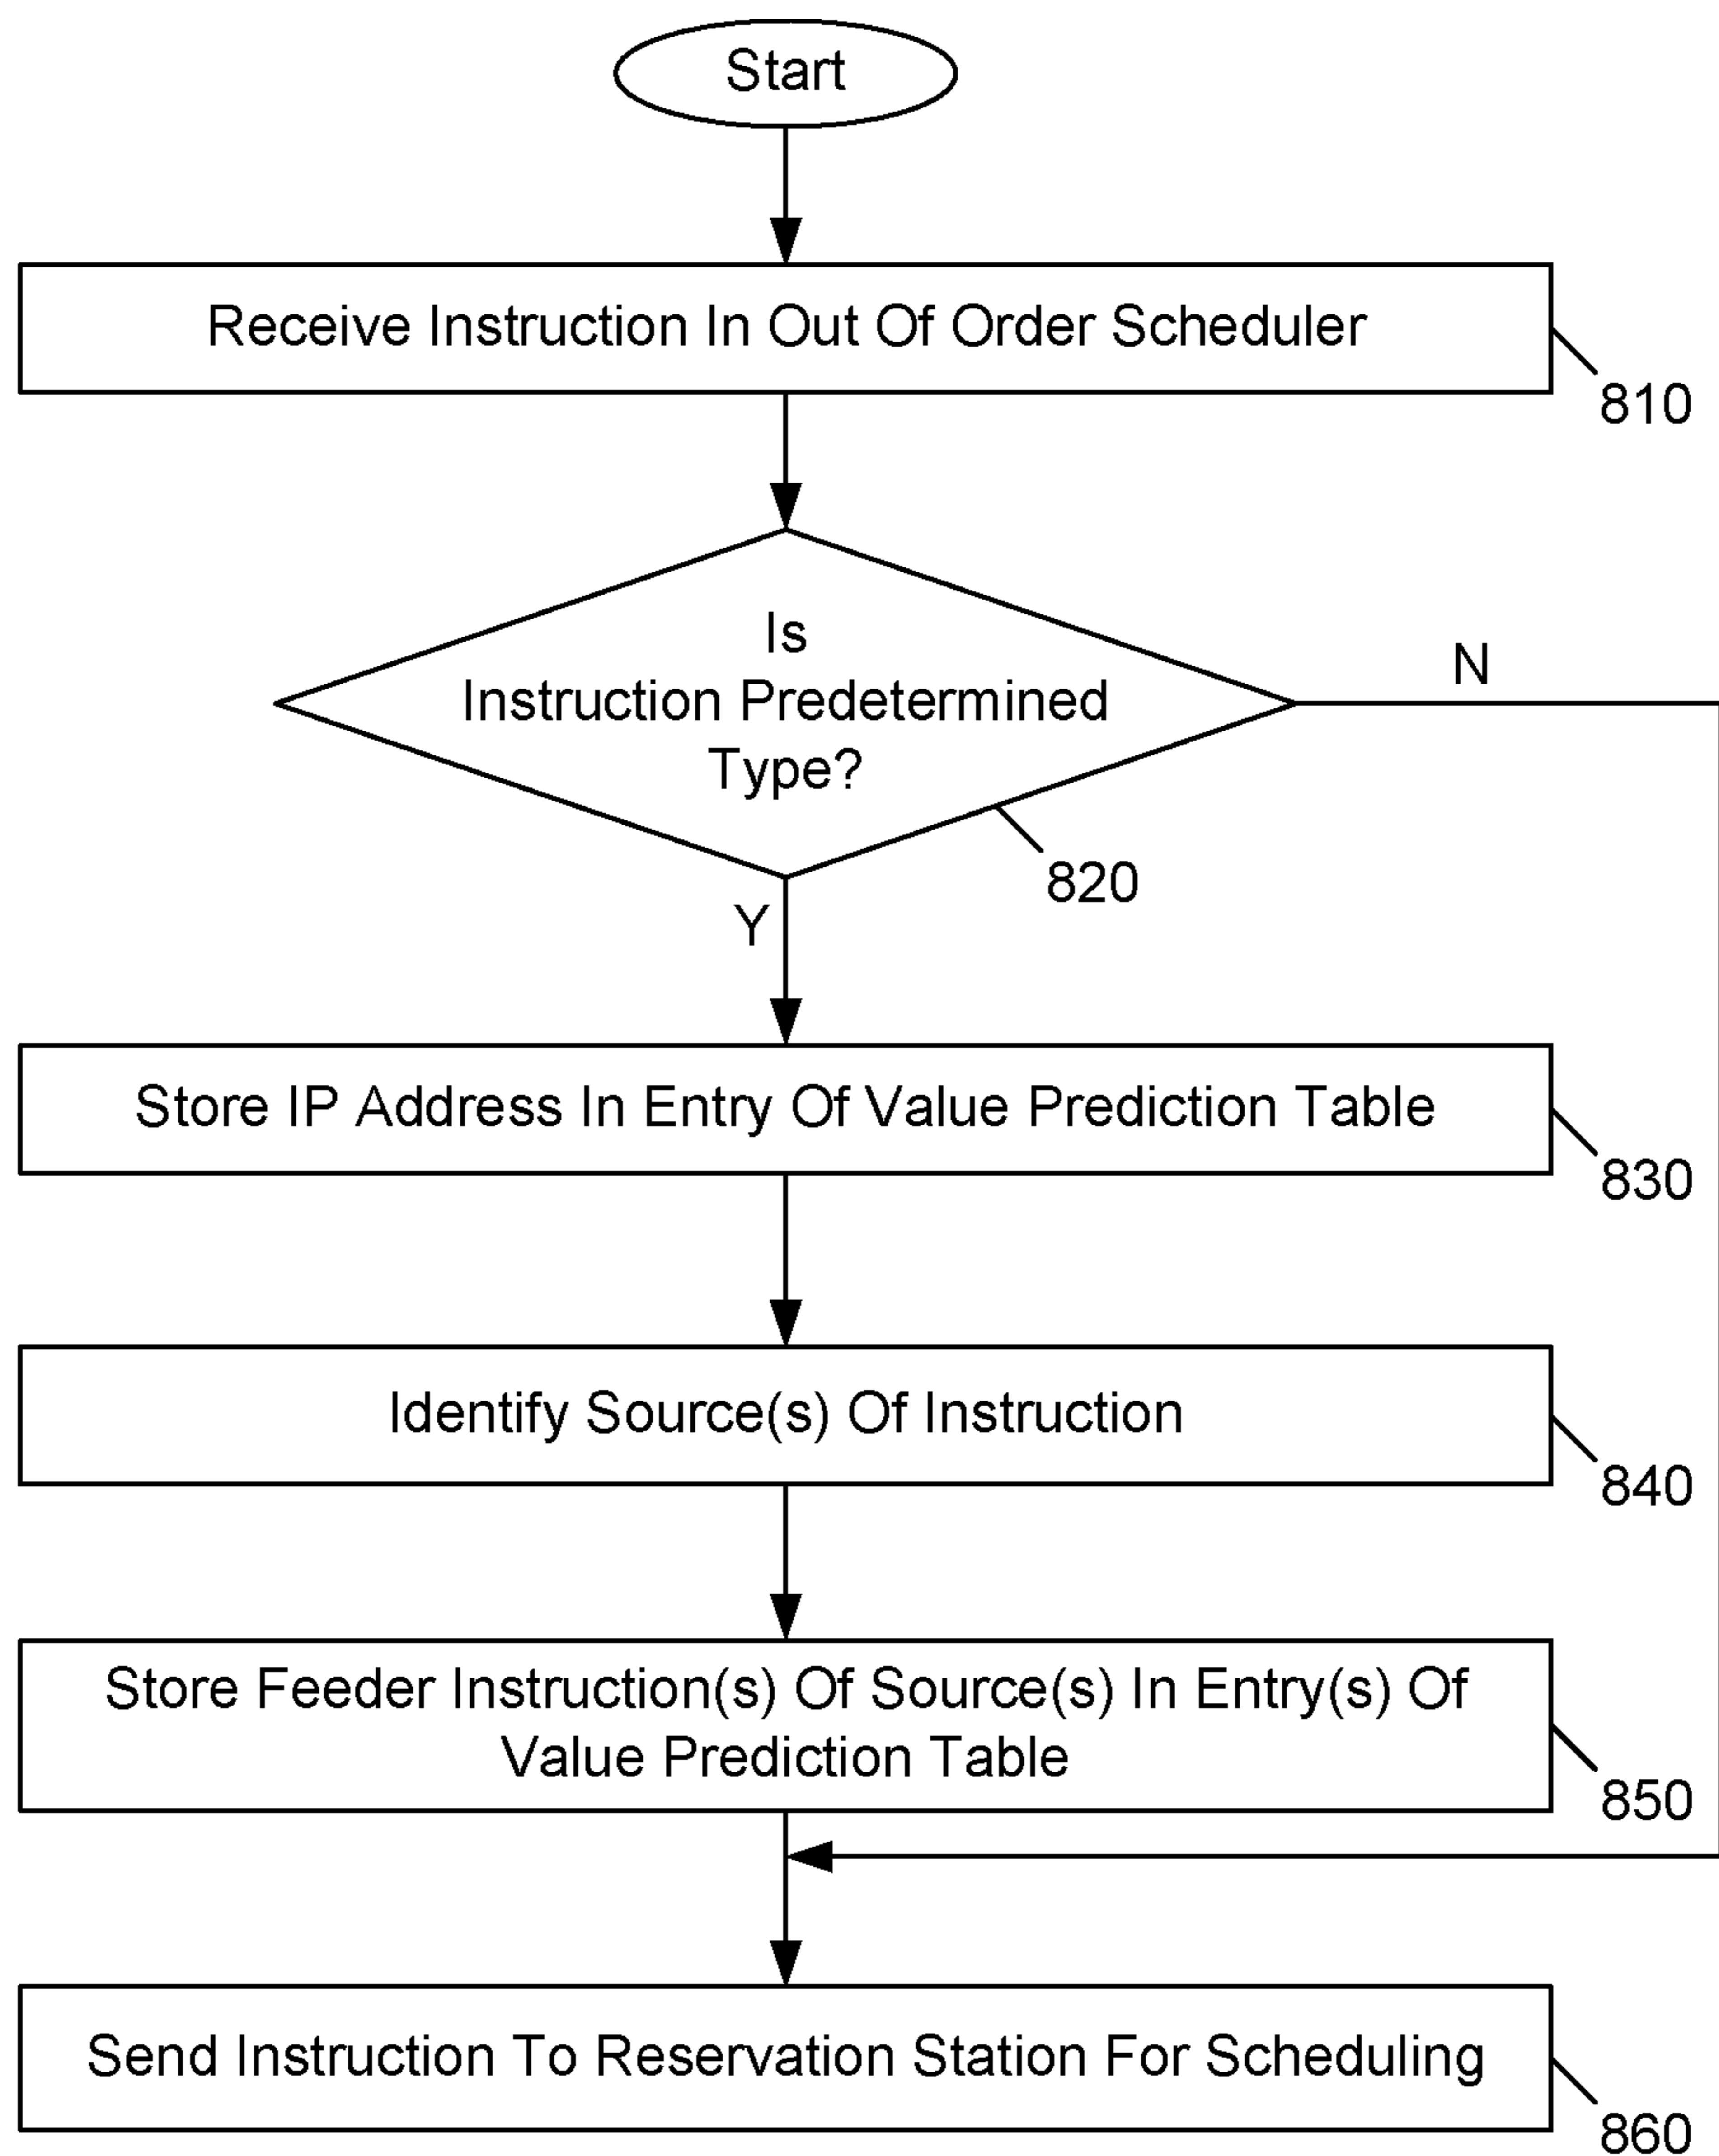 Start
Receive Instruction In Out Of Order Scheduler
810
Is
Instruction Predetermined
Type?
N
820
Y
Store IP Address In Entry Of Value Prediction Table
830
Identify Source(s) Of Instruction
840
Store Feeder Instruction(s) Of Source(s) In Entry(s) Of
Value Prediction Table
850
Send Instruction To Reservation Station For Scheduling
860